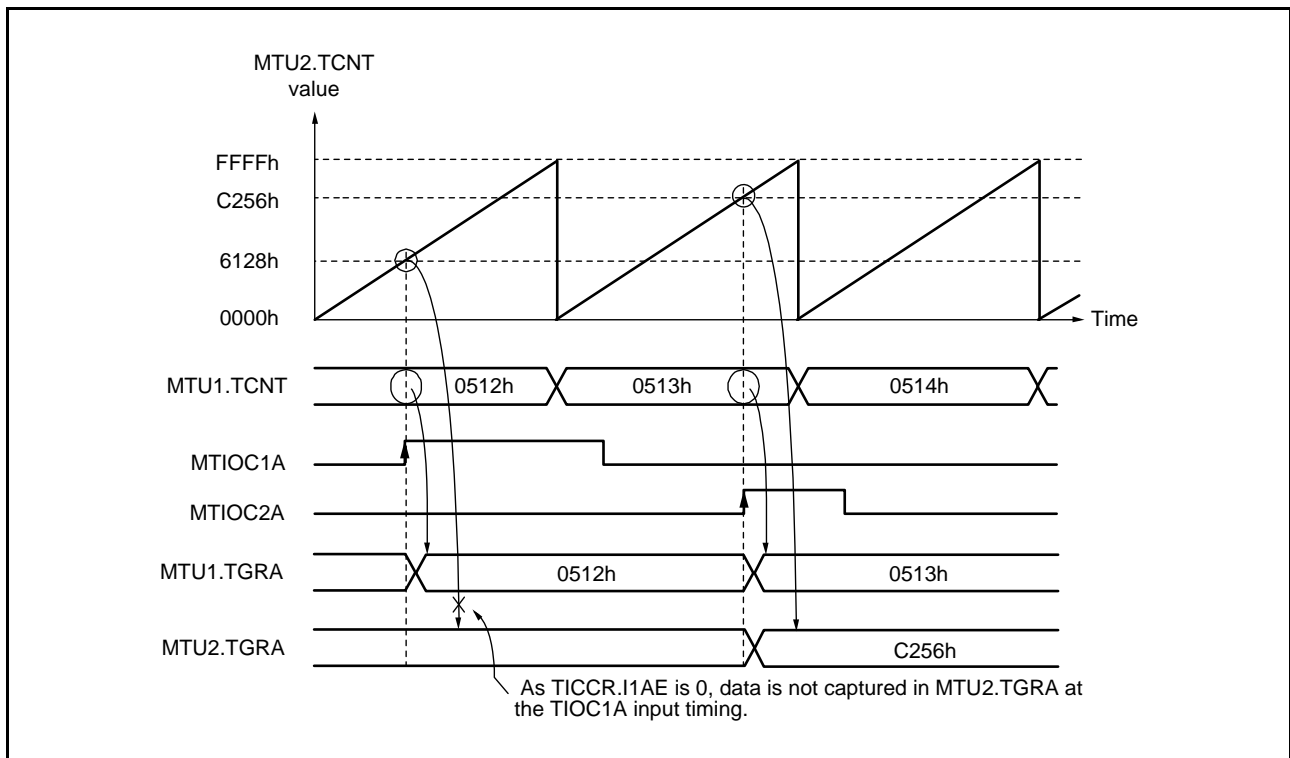 MTU2.TCNT
value
FFFFh
C256h
6128h
0000h
Time
MTU1.TCNT
0512h
0513h
0514h
MTIOC1A
MTIOC2A
MTU1.TGRA
0512h
0513h
MTU2.TGRA
C256h
As TICCR.I1AE is 0, data is not captured in MTU2.TGRA at
the TIOC1A input timing.